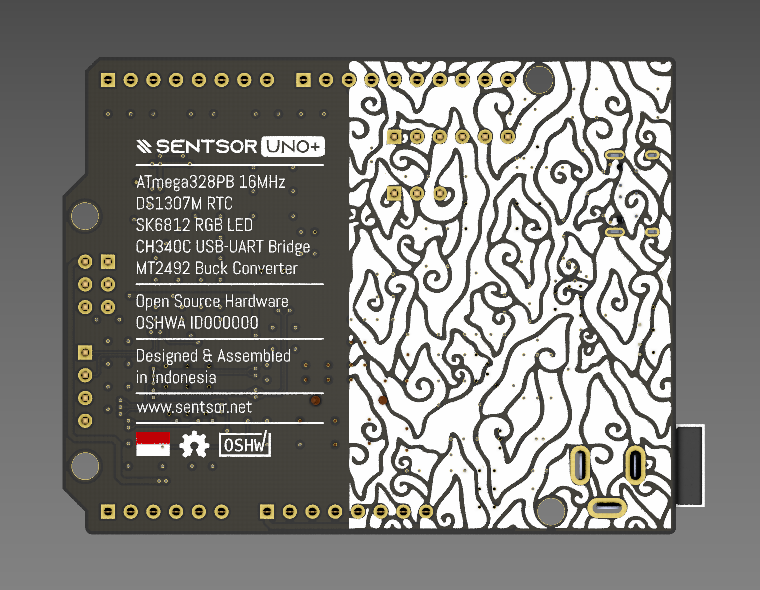 SENTSOR UNO+
ATmega328PB 16MHz
DS1307M RTC
SK6812 RGB LED
CH340C USB-UART Bridge
MT2492 Buck Converter
Open Source Hardware
OSHWA ID000000
Designed & Assembled
in Indonesia
www.sentsor.net
OSHW